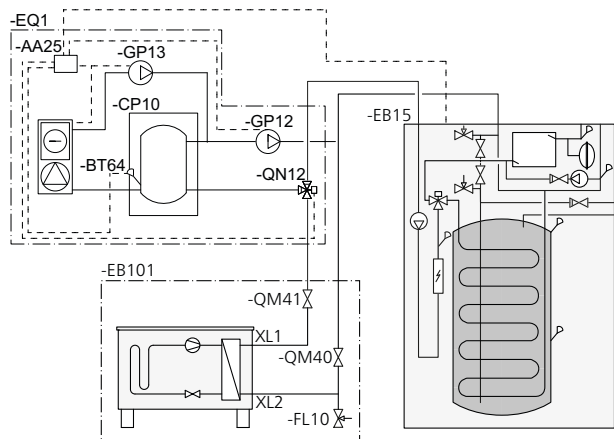 -EQ1
-AA25
-GP13
-CP10
-GP12
-EB15
-BT64
-QN12
-EB101
-QM41
XL1
-QM40
XL2
-FL10